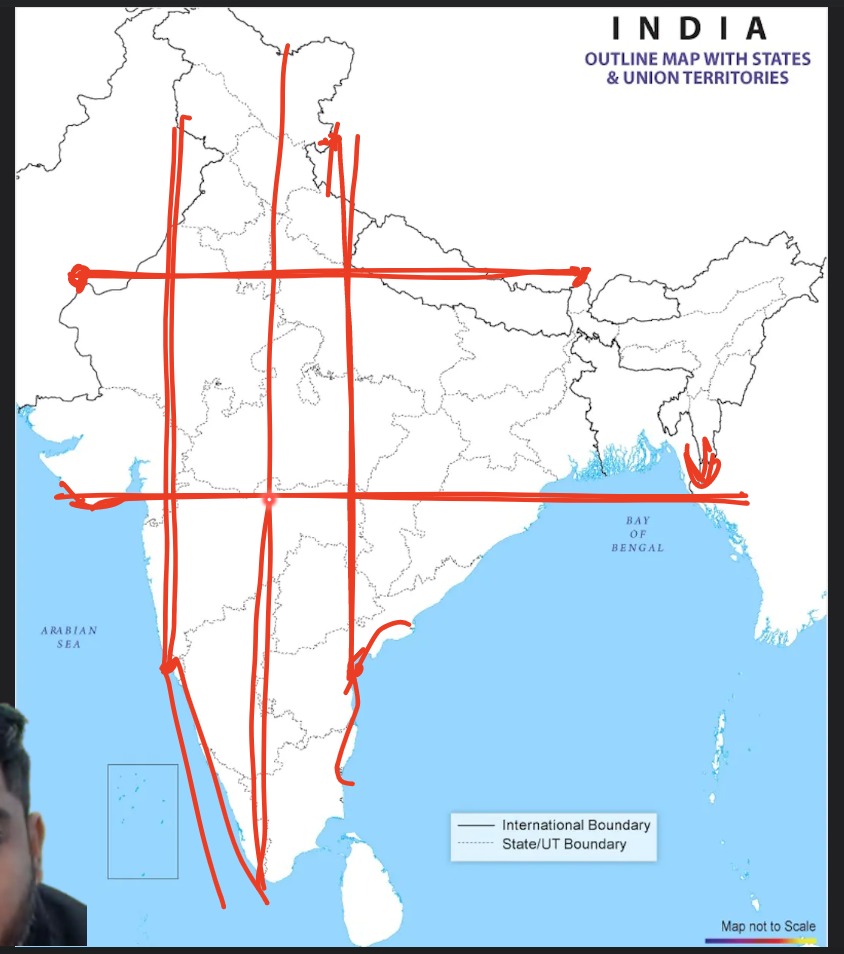 INDIA
OUTLINE MAP WITH STATES
& UNION TERRITORIES
BAY
OF
BENGAL
ARABIAN
SEA
International Boundary
State/UT Boundary
Map not to Scale